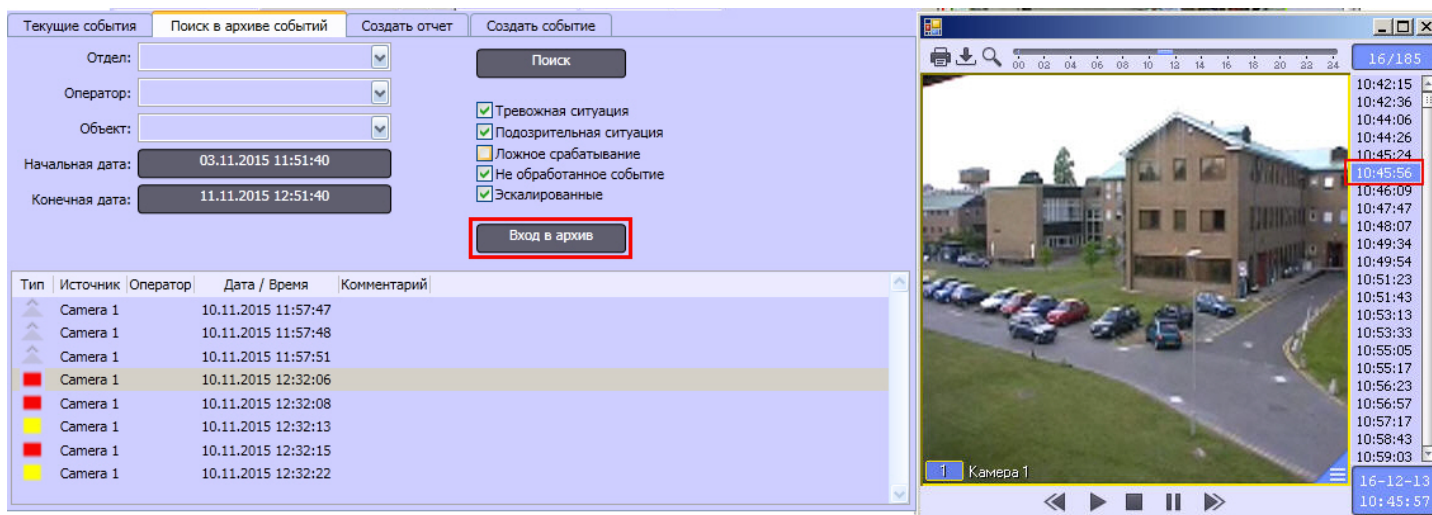 Текущие события Поиск в архиве событий Создать отчет Создать событие
Отдел:
Оператор:
Объект:
Начальная дата: 03.11.2015 11:51:40
Конечная дата: 11.11.2015 12:51:40
Поиск
Тревожная ситуация
Подозрительная ситуация
Ложное срабатывание
Не обработанное событие
Эскалированные
Вход в архив
Тип Источник Оператор Дата / Время Комментарий
Camera 1 10.11.2015 11:57:47
Camera 1 10.11.2015 11:57:48
Camera 1 10.11.2015 11:57:51
Camera 1 10.11.2015 12:32:06
Camera 1 10.11.2015 12:32:08
Camera 1 10.11.2015 12:32:13
Camera 1 10.11.2015 12:32:15
Camera 1 10.11.2015 12:32:22
00 02 04 06 08 10 12 14 16 18 20 22 24
16/185
10:42:15
10:42:36
10:44:06
10:44:26
10:45:24
10:45:56
10:46:09
10:47:47
10:48:07
10:49:34
10:49:54
10:51:23
10:51:43
10:53:13
10:53:33
10:55:05
10:55:17
10:56:23
10:56:57
10:57:17
10:58:43
10:59:03
1 Камера 1
16-12-13
10:45:57